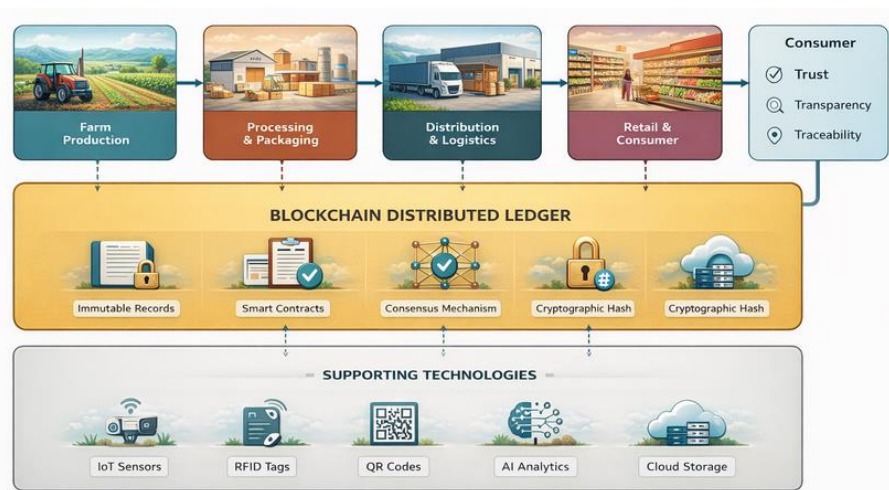 Farm
Production
Processing
& Packaging
Distribution
& Logistics
Retail &
Consumer
Consumer
Trust
Transparency
Traceability
BLOCKCHAIN DISTRIBUTED LEDGER
Immutable Records
Smart Contracts
Consensus Mechanism
#
Cryptographic Hash
Cryptographic Hash
SUPPORTING TECHNOLOGIES
IoT Sensors
RFID Tags
QR Codes
AI Analytics
Cloud Storage